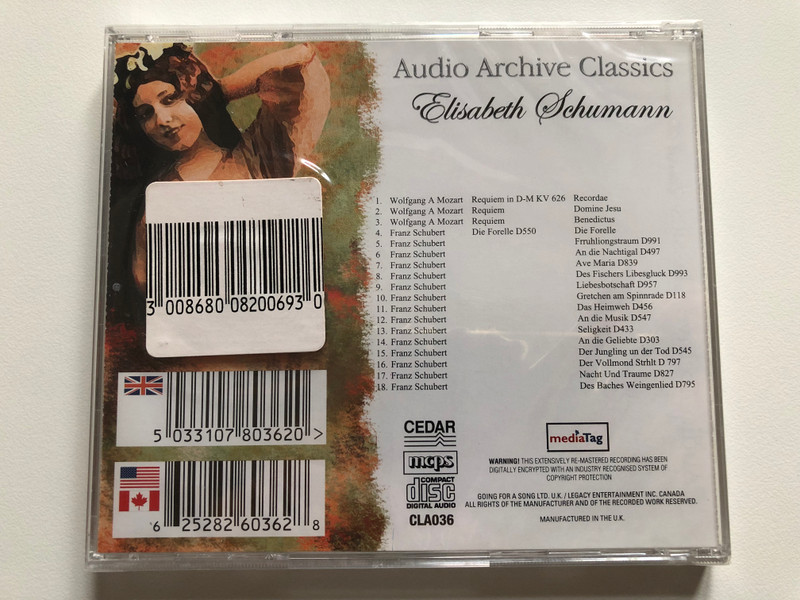 Audio Archive Classics
Elisabeth Schumann
1. Wolfgang A Mozart Requiem in D-M KV 626 Recordae
2. Wolfgang A Mozart Requiem Domine Jesu
3. Wolfgang A Mozart Requiem Benedictus
4. Franz Schubert Die Forelle D550 Die Forelle
5. Franz Schubert Frruhliongstraum D991
6 Franz Schubert An die Nachtigal D497
7. Franz Schubert Ave Maria D839
8. Franz Schubert Des Fischers Libesgluck D993
9. Franz Schubert Liebesbotschaft D957
10. Franz Schubert Gretchen am Spinnrade D118
11. Franz Schubert Das Heimweh D456
12. Franz Schubert An die Musik D547
13. Franz Schubert Seligkeit D433
14. Franz Schubert An die Geliebte D303
15. Franz Schubert Der Jungling un der Tod D545
16. Franz Schubert Der Vollmond Strhlt D 797
17. Franz Schubert Nacht Und Traume D827
18. Franz Schubert Des Baches Weingenlied D795
3 008680 08200693 0
5 033107 803620 >
6 25282 60362 8
CEDAR
mcps
COMPACT
disc
DIGITAL AUDIO
CLA036
mediaTag
WARNING! THIS EXTENSIVELY RE-MASTERED RECORDING HAS BEEN
DIGITALLY ENCRYPTED WITH AN INDUSTRY RECOGNISED SYSTEM OF
COPYRIGHT PROTECTION
GOING FOR A SONG LTD. U.K. / LEGACY ENTERTAINMENT INC. CANADA
ALL RIGHTS OF THE MANUFACTURER AND OF THE RECORDED WORK RESERVED.
MANUFACTURED IN THE U.K.